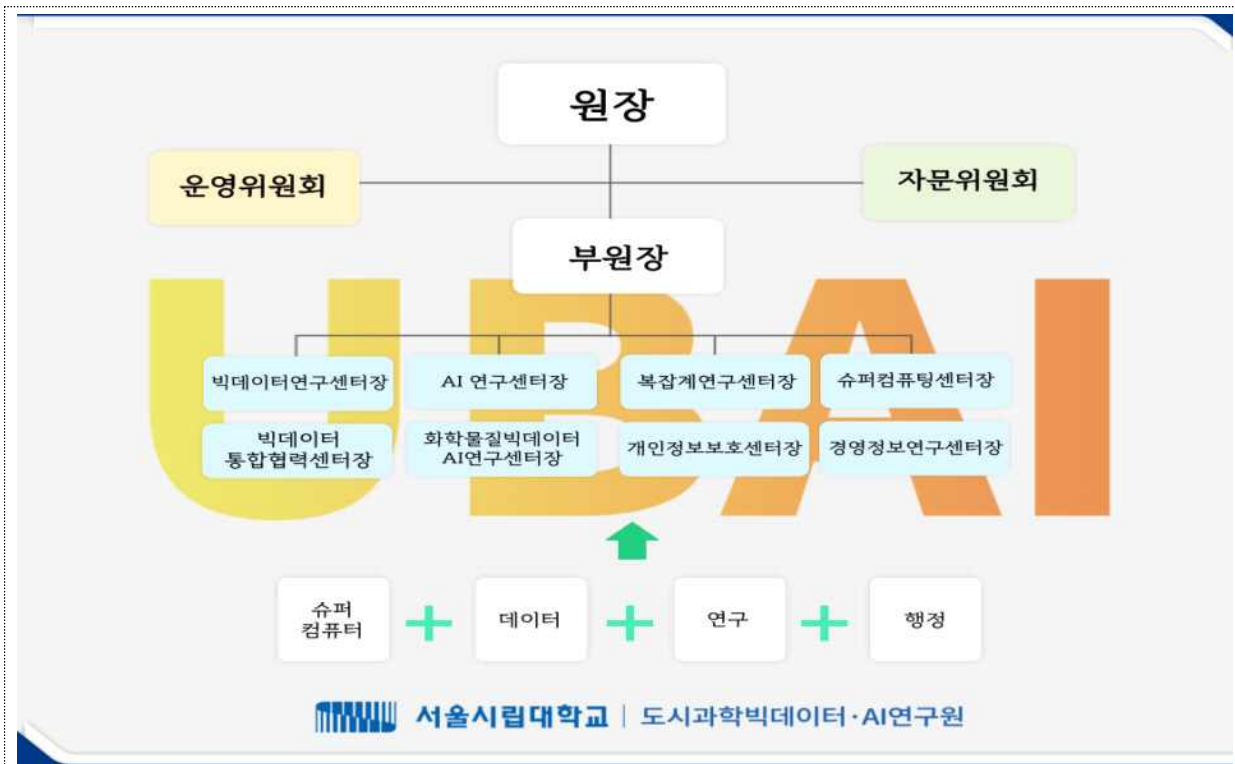 원장
운영위원회
자문위원회
부원장
UBAI
빅데이터연구센터장
AI 연구센터장
복잡계연구센터장
슈퍼컴퓨팅센터장
빅데이터
통합협력센터장
화학물질빅데이터
AI연구센터장
개인정보보호센터장
경영정보연구센터장
슈퍼
컴퓨터
+
데이터
+
연구
+
행정
서울시립대학교 | 도시과학빅데이터·AI연구원